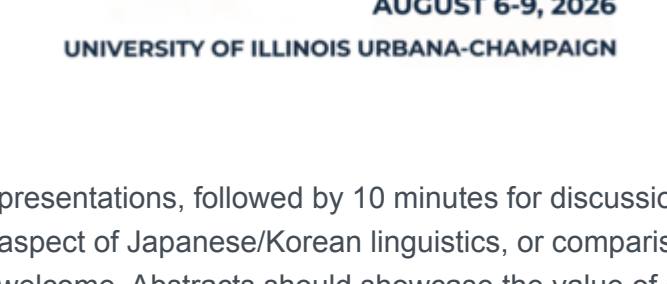 AUGUST 6-9, 2026
UNIVERSITY OF ILLINOIS URBANA-CHAMPAIGN
presentations, followed by 10 minutes for discussio
aspect of Japanese/Korean linguistics, or comparis
welcome. Abstracts should showcase the value of